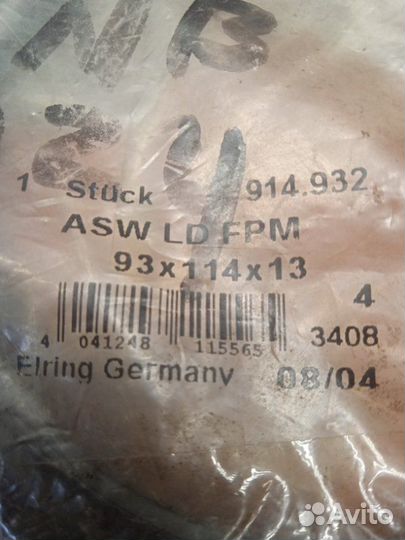 NB
24
1 Stück 914.932
ASW LD FPM
93x114x13
4
4 041248 115565
3408
Elring Germany 08/04
Avito